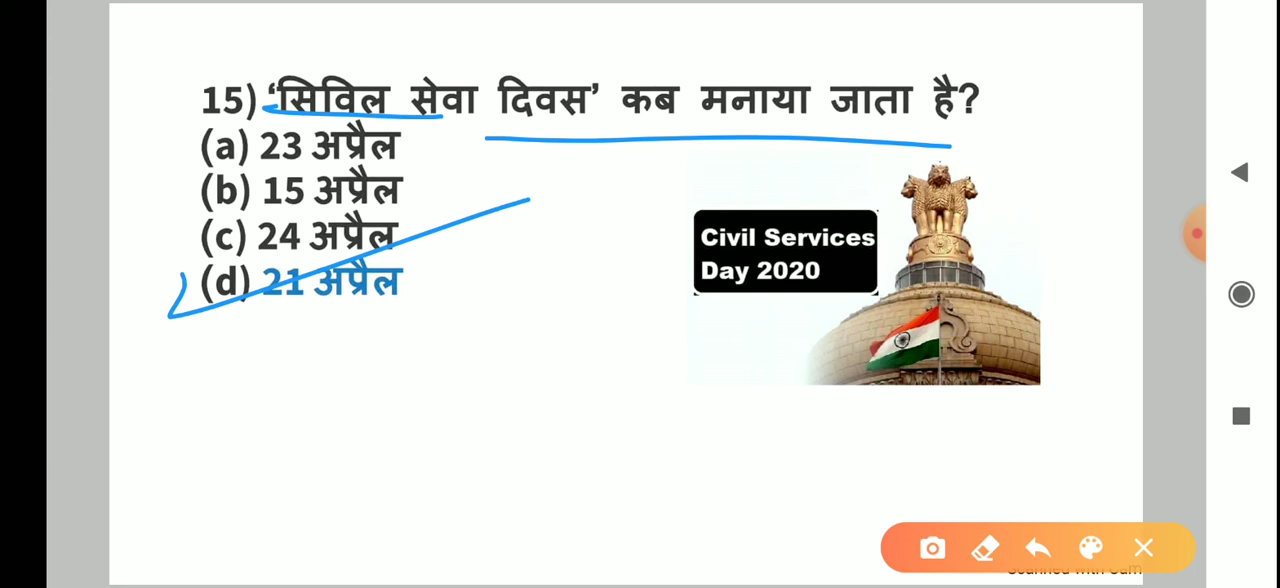 15) ‘सिविल सेवा दिवस’ कब मनाया जाता है?
(a) 23 अप्रैल
(b) 15 अप्रैल
(c) 24 अप्रैल
(d) 21 अप्रैल
Civil Services
Day 2020